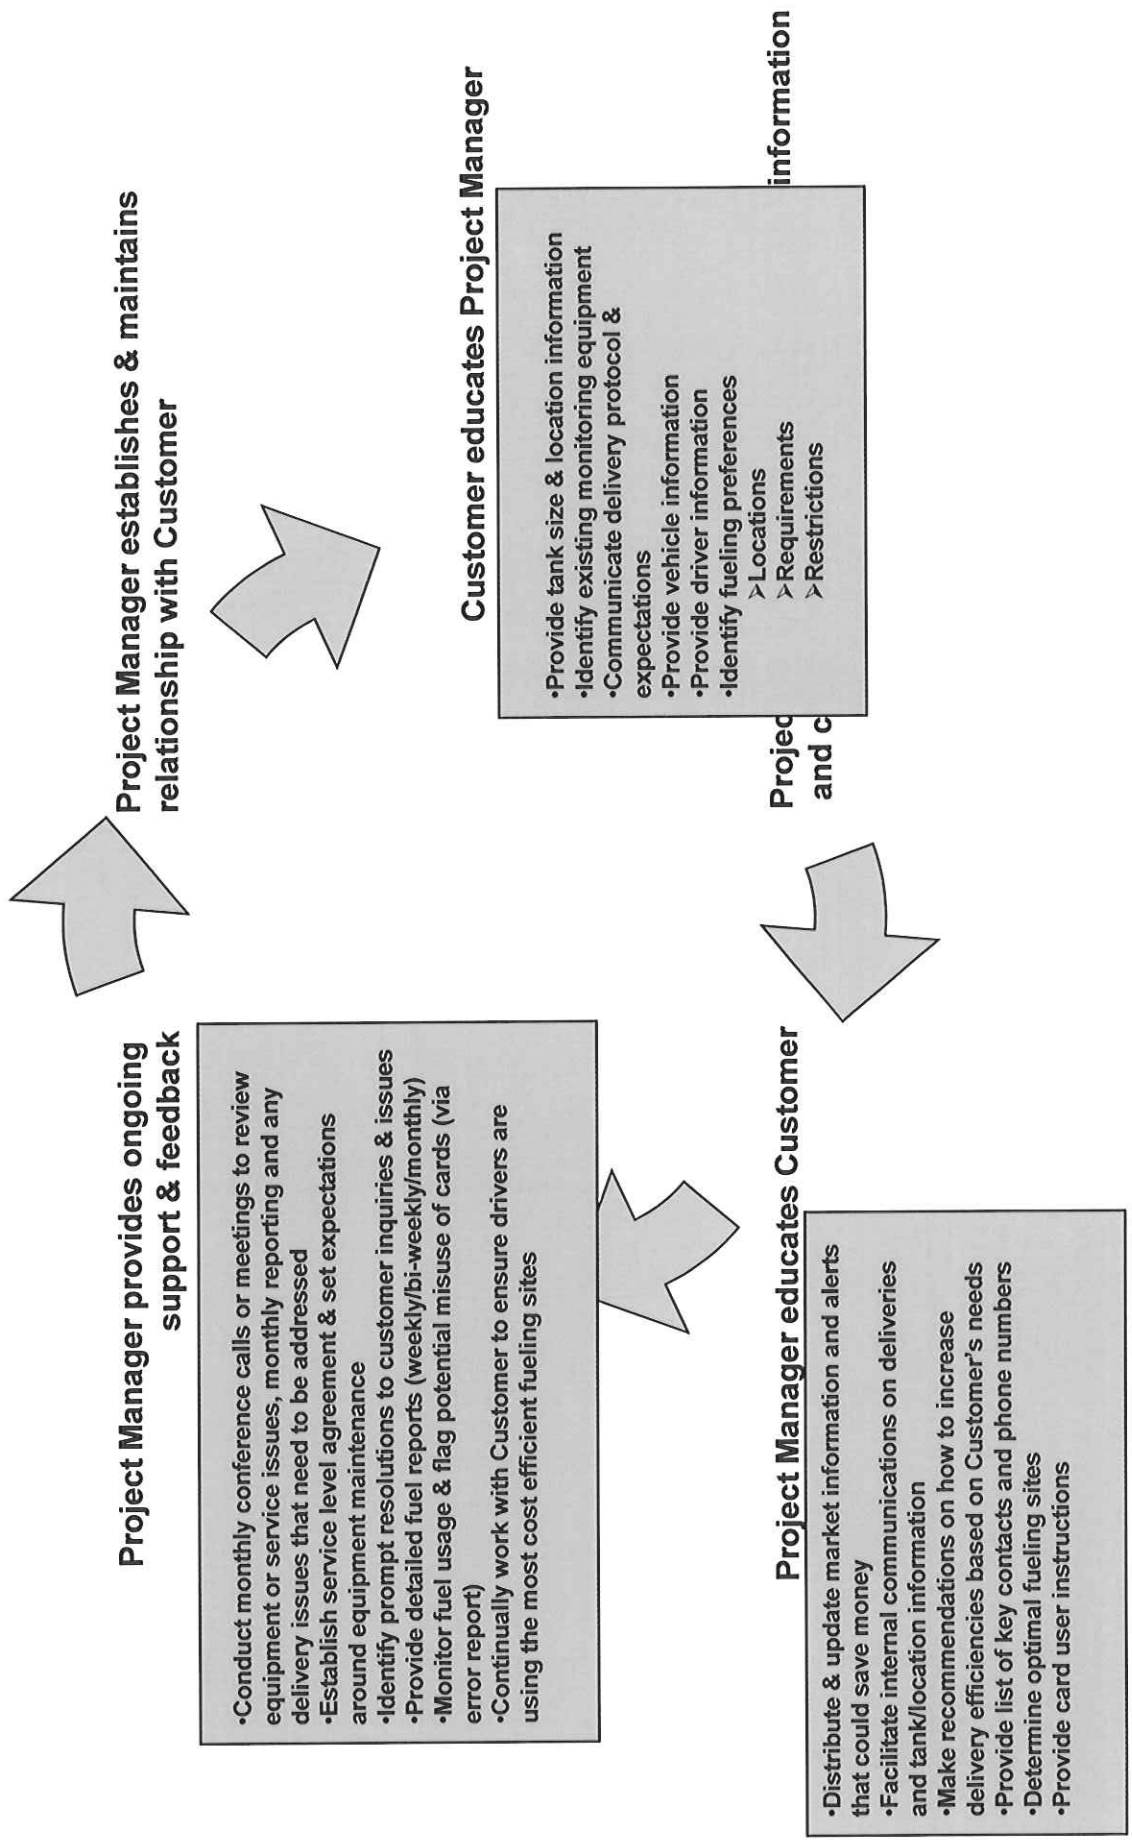 Project Manager establishes & maintains
relationship with Customer
Customer educates Project Manager
•Provide tank size & location information
•Identify existing monitoring equipment
•Communicate delivery protocol &
expectations
•Provide vehicle information
•Provide driver information
•Identify fueling preferences
➢Locations
➢Requirements
➢Restrictions
information
and
Project Manager educates Customer
•Distribute & update market information and alerts
that could save money
•Facilitate internal communications on deliveries
and tank/location information
•Make recommendations on how to increase
delivery efficiencies based on Customer's needs
•Provide list of key contacts and phone numbers
•Determine optimal fueling sites
•Provide card user instructions
Project Manager provides ongoing
support & feedback
•Conduct monthly conference calls or meetings to review
equipment or service issues, monthly reporting and any
delivery issues that need to be addressed
•Establish service level agreement & set expectations
around equipment maintenance
•Identify prompt resolutions to customer inquiries & issues
•Provide detailed fuel reports (weekly/bi-weekly/monthly)
•Monitor fuel usage & flag potential misuse of cards (via
error report)
•Continually work with Customer to ensure drivers are
using the most cost efficient fueling sites